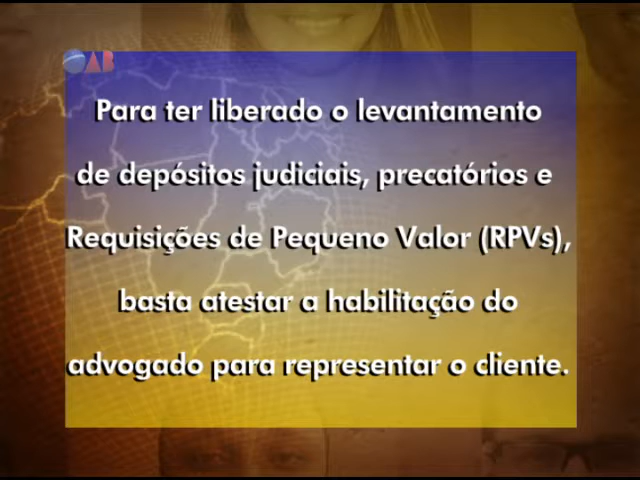 OAB
Para ter liberado o levantamento
de depósitos judiciais, precatórios e
Requisições de Pequeno Valor (RPVs),
basta atestar a habilitação do
advogado para representar o cliente.